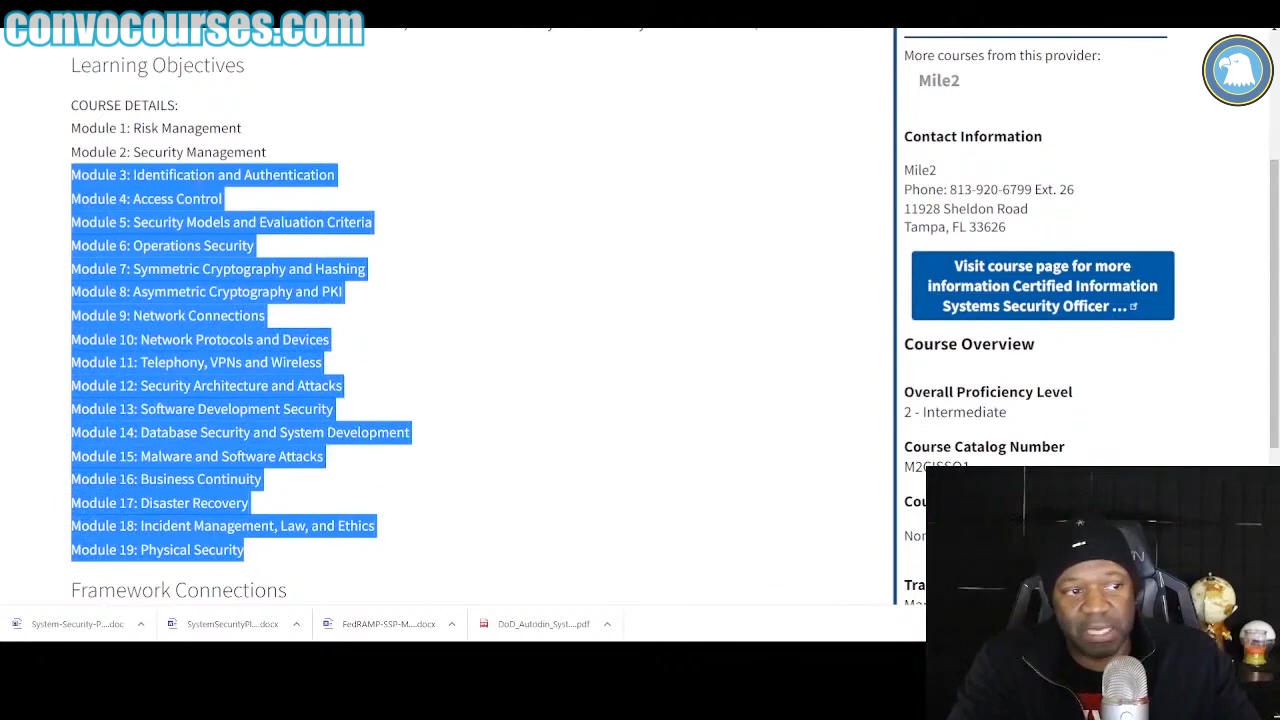 convocourses.com
Learning Objectives
COURSE DETAILS:
Module 1: Risk Management
Module 2: Security Management
Module 3: Identification and Authentication
Module 4: Access Control
Module 5: Security Models and Evaluation Criteria
Module 6: Operations Security
Module 7: Symmetric Cryptography and Hashing
Module 8: Asymmetric Cryptography and PKI
Module 9: Network Connections
Module 10: Network Protocols and Devices
Module 11: Telephony, VPNs and Wireless
Module 12: Security Architecture and Attacks
Module 13: Software Development Security
Module 14: Database Security and System Development
Module 15: Malware and Software Attacks
Module 16: Business Continuity
Module 17: Disaster Recovery
Module 18: Incident Management, Law, and Ethics
Module 19: Physical Security
Framework Connections
More courses from this provider:
Mile2
Contact Information
Mile2
Phone: 813-920-6799 Ext. 26
11928 Sheldon Road
Tampa, FL 33626
Visit course page for more
information Certified Information
Systems Security Officer ...
Course Overview
Overall Proficiency Level
2 - Intermediate
Course Catalog Number
M2CISSO1
System-Security-P....doc
SystemSecurityPl....docx
FedRAMP-SSP-M....docx
DoD_Autodin_Syst....pdf